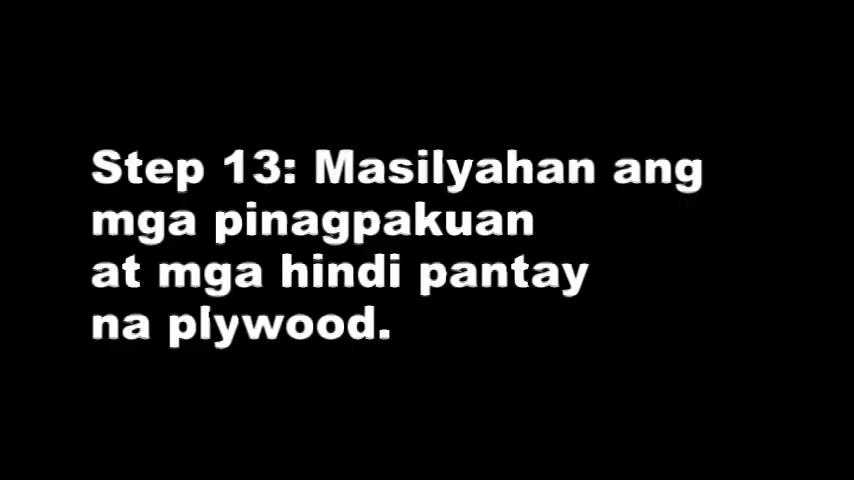 Step 13: Masilyahan ang
mga pinagpakuan
at mga hindi pantay
na plywood.